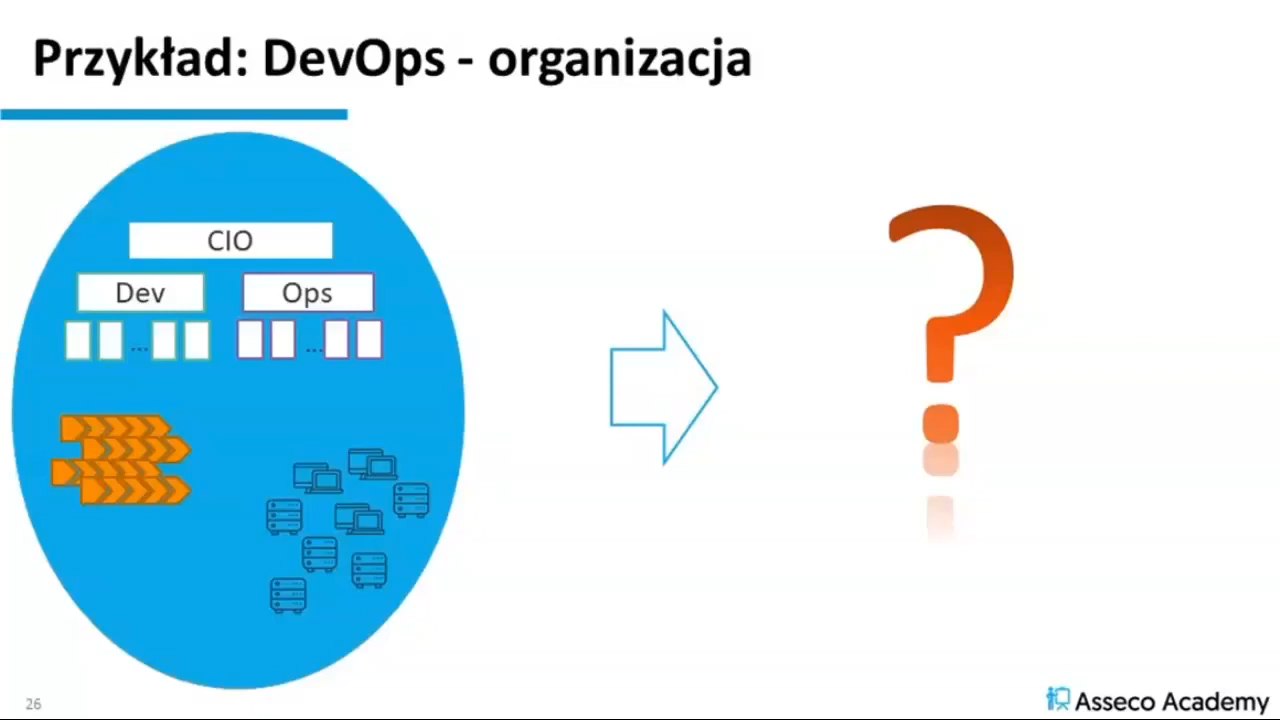 Przykład: DevOps - organizacja
CIO
Dev
Ops
...
...
?
26
Asseco Academy